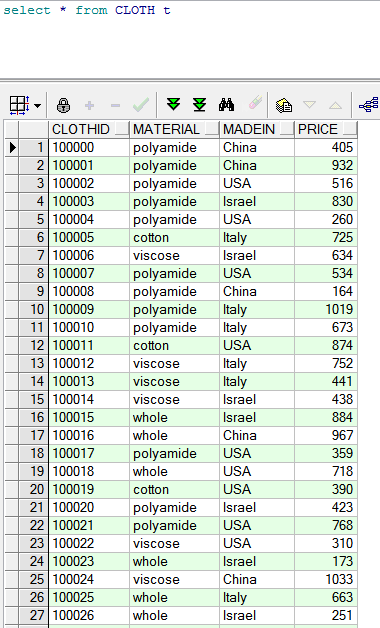 select * from CLOTH t
CLOTHID MATERIAL MADEIN PRICE
1 100000 polyamide China 405
2 100001 polyamide China 932
3 100002 polyamide USA 516
4 100003 polyamide Israel 830
5 100004 polyamide USA 260
6 100005 cotton Italy 725
7 100006 viscose Israel 634
8 100007 polyamide USA 534
9 100008 polyamide China 164
10 100009 polyamide Italy 1019
11 100010 polyamide Italy 673
12 100011 cotton USA 874
13 100012 viscose Italy 752
14 100013 viscose Italy 441
15 100014 viscose Israel 438
16 100015 whole Israel 884
17 100016 whole China 967
18 100017 polyamide USA 359
19 100018 whole USA 718
20 100019 cotton USA 390
21 100020 polyamide Israel 423
22 100021 polyamide USA 768
23 100022 viscose USA 310
24 100023 whole Israel 173
25 100024 viscose China 1033
26 100025 whole Italy 663
27 100026 whole Israel 251